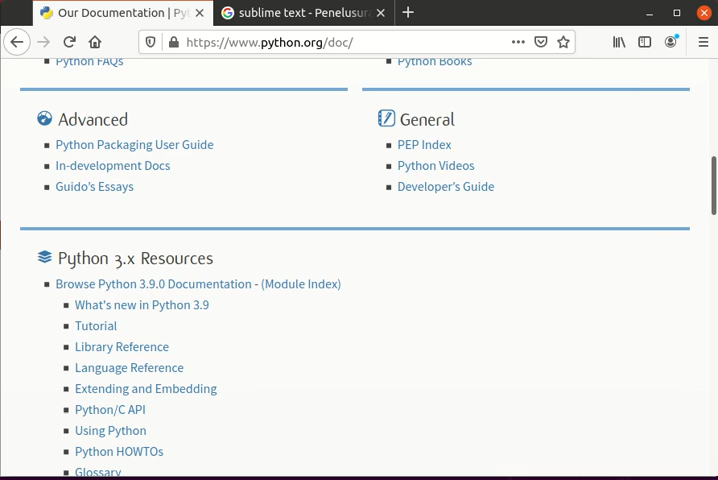 Our Documentation | Pyt
sublime text - Penelusura
https://www.python.org/doc/
Python FAQs
Python Books
Advanced
Python Packaging User Guide
In-development Docs
Guido's Essays
General
PEP Index
Python Videos
Developer's Guide
Python 3.x Resources
Browse Python 3.9.0 Documentation - (Module Index)
What's new in Python 3.9
Tutorial
Library Reference
Language Reference
Extending and Embedding
Python/C API
Using Python
Python HOWTOs
Glossary